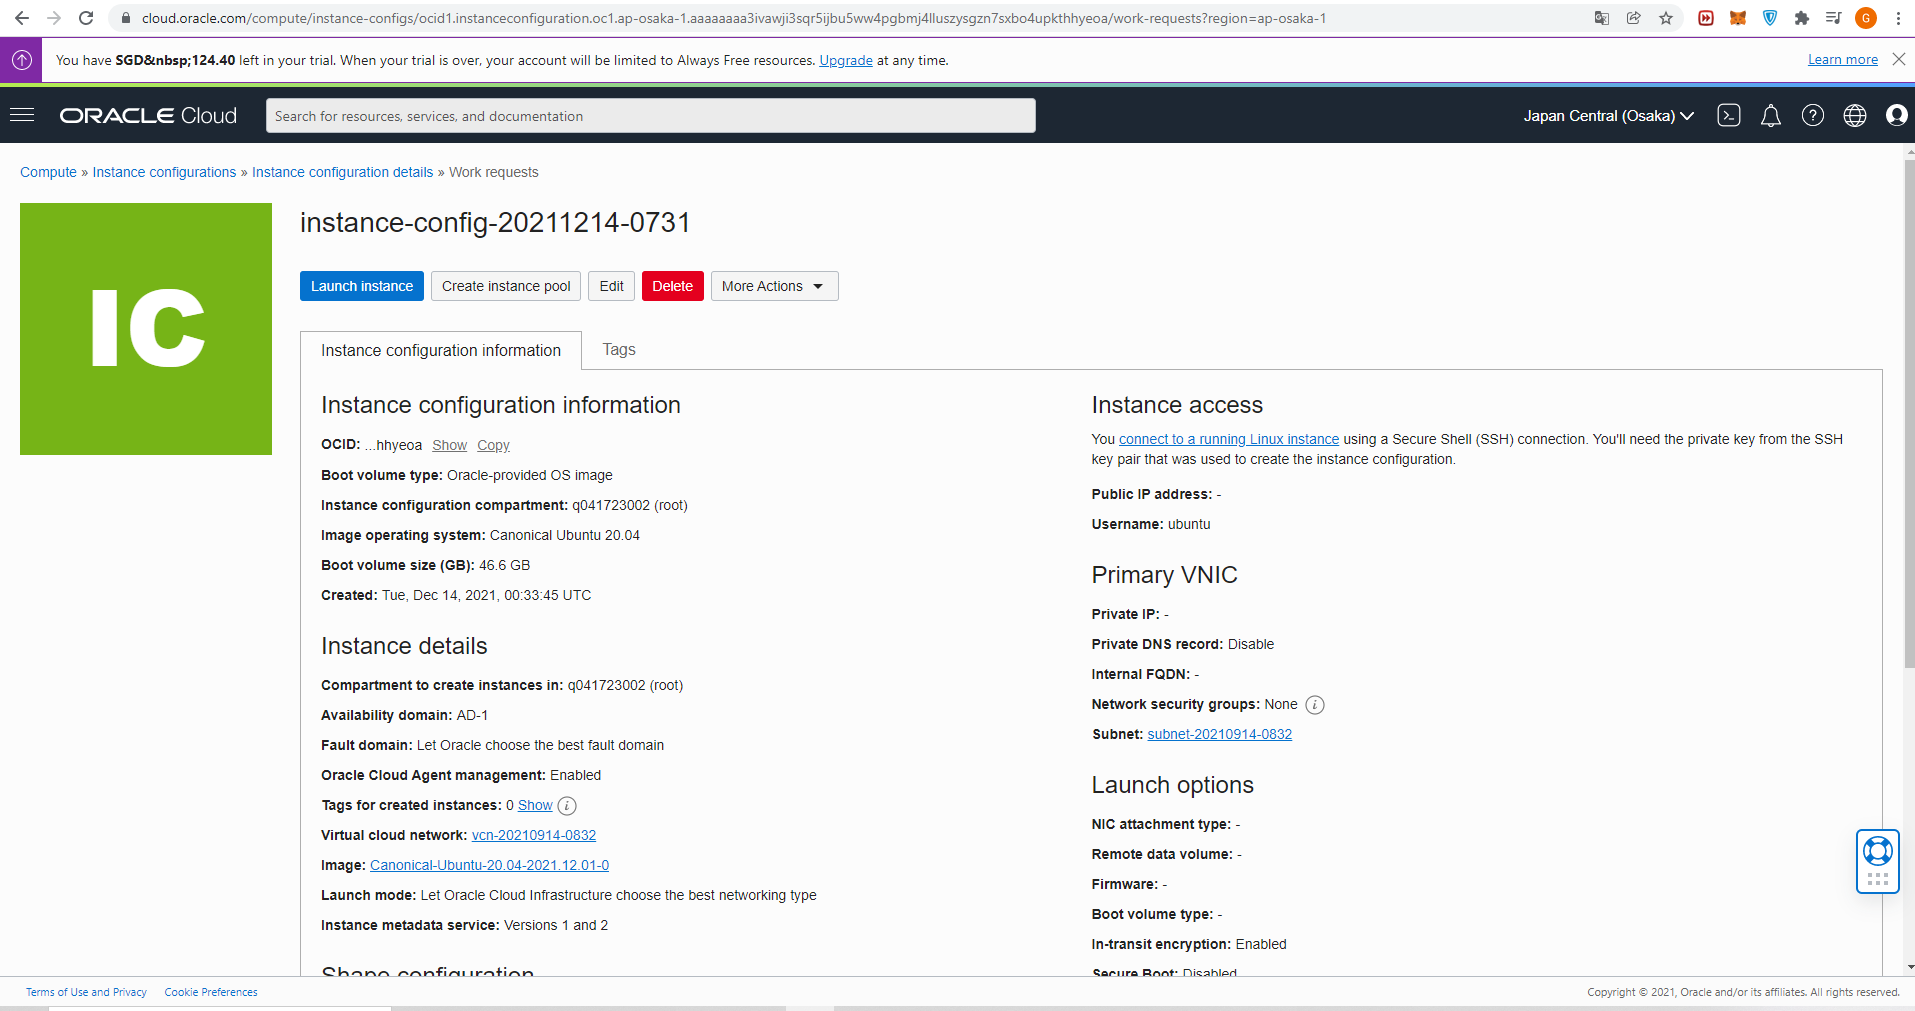 cloud.oracle.com/compute/instance-configs/ocid1.instanceconfiguration.oc1.ap-osaka-1.aaaaaaaa3ivawji3sqr5ijbu5ww4pgbmj4lluszysgzn7sxbo4upkthhyeoa/work-requests?region=ap-osaka-1
G
You have SGD&nbsp;124.40 left in your trial. When your trial is over, your account will be limited to Always Free resources. Upgrade at any time.
Learn more
ORACLE Cloud
Search for resources, services, and documentation
Japan Central (Osaka)
Compute » Instance configurations » Instance configuration details » Work requests
IC
instance-config-20211214-0731
Launch instance
Create instance pool
Edit
Delete
More Actions
Instance configuration information
Tags
Instance configuration information
OCID: ...hhyeoa Show Copy
Boot volume type: Oracle-provided OS image
Instance configuration compartment: q041723002 (root)
Image operating system: Canonical Ubuntu 20.04
Boot volume size (GB): 46.6 GB
Created: Tue, Dec 14, 2021, 00:33:45 UTC
Instance details
Compartment to create instances in: q041723002 (root)
Availability domain: AD-1
Fault domain: Let Oracle choose the best fault domain
Oracle Cloud Agent management: Enabled
Tags for created instances: 0 Show
Virtual cloud network: vcn-20210914-0832
Image: Canonical-Ubuntu-20.04-2021.12.01-0
Launch mode: Let Oracle Cloud Infrastructure choose the best networking type
Instance metadata service: Versions 1 and 2
Shape configuration
Instance access
You connect to a running Linux instance using a Secure Shell (SSH) connection. You'll need the private key from the SSH
key pair that was used to create the instance configuration.
Public IP address: -
Username: ubuntu
Primary VNIC
Private IP: -
Private DNS record: Disable
Internal FQDN: -
Network security groups: None
Subnet: subnet-20210914-0832
Launch options
NIC attachment type: -
Remote data volume: -
Firmware: -
Boot volume type: -
In-transit encryption: Enabled
Secure Boot: Disabled
Terms of Use and Privacy
Cookie Preferences
Copyright © 2021, Oracle and/or its affiliates. All rights reserved.